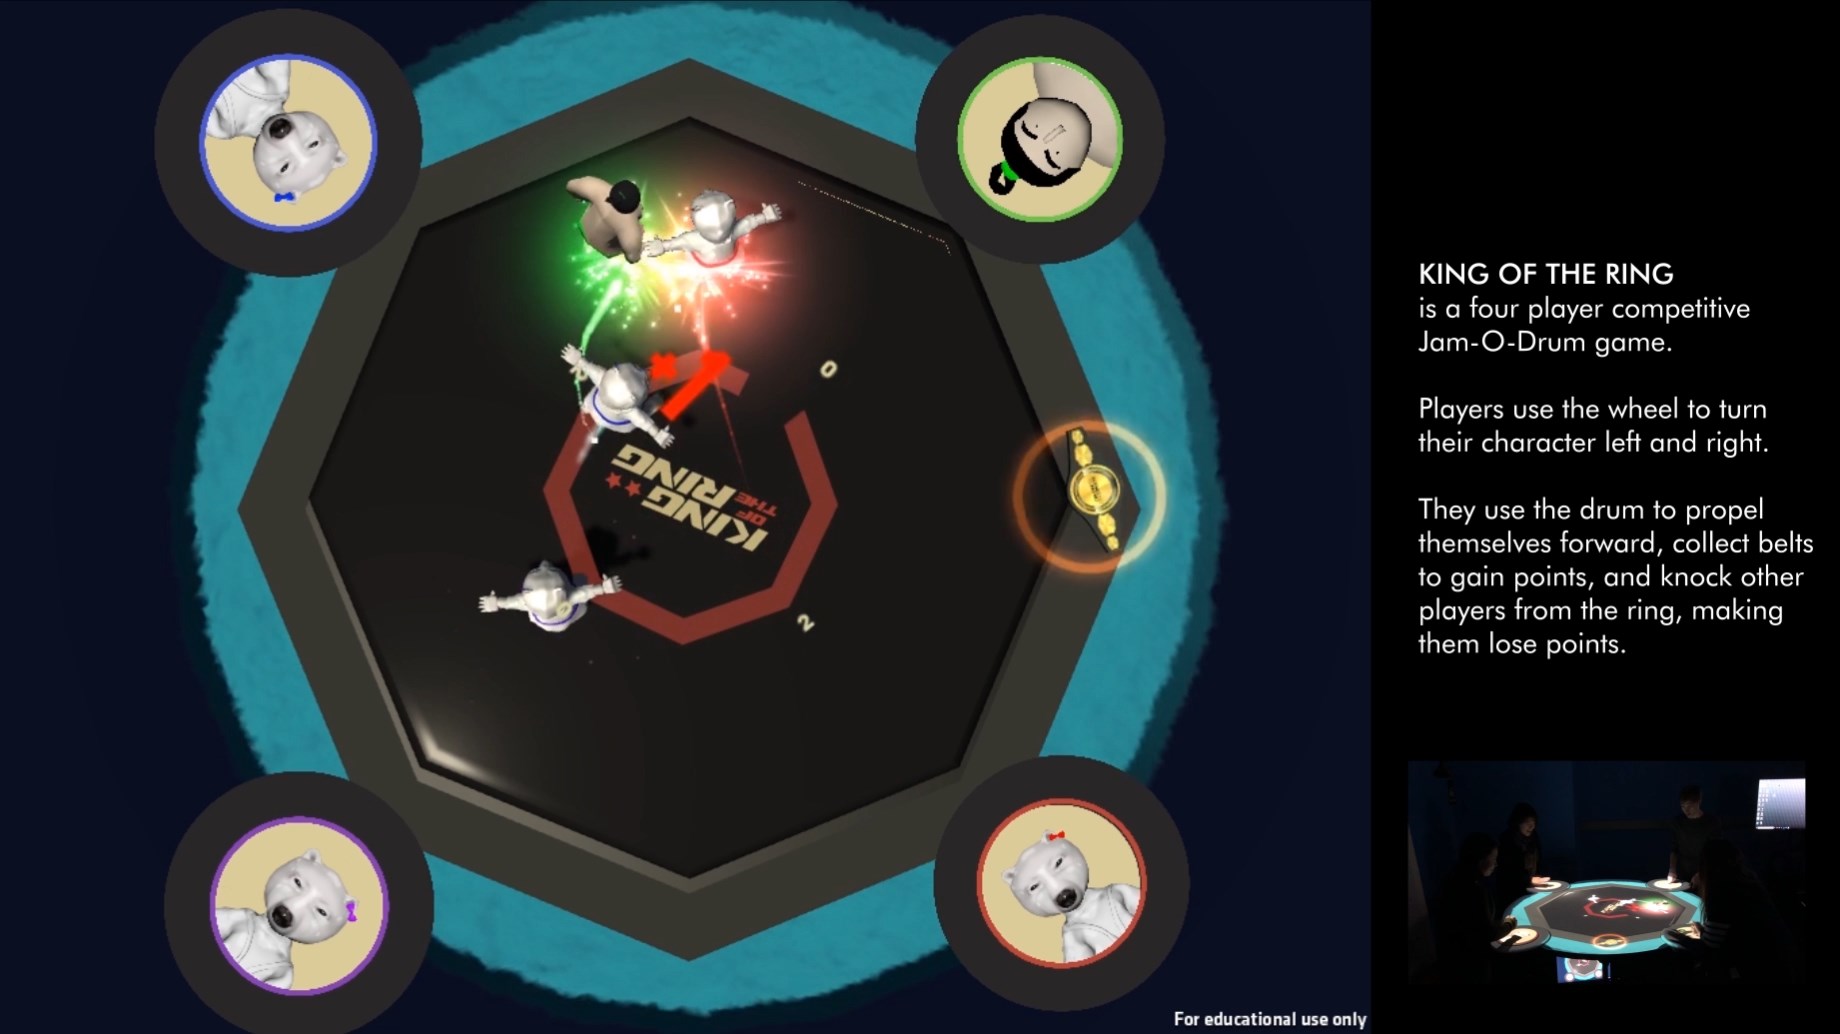 0
KING
OF
THE
RING
2
KING OF THE RING
is a four player competitive
Jam-O-Drum game.
Players use the wheel to turn
their character left and right.
They use the drum to propel
themselves forward, collect belts
to gain points, and knock other
players from the ring, making
them lose points.
For educational use only